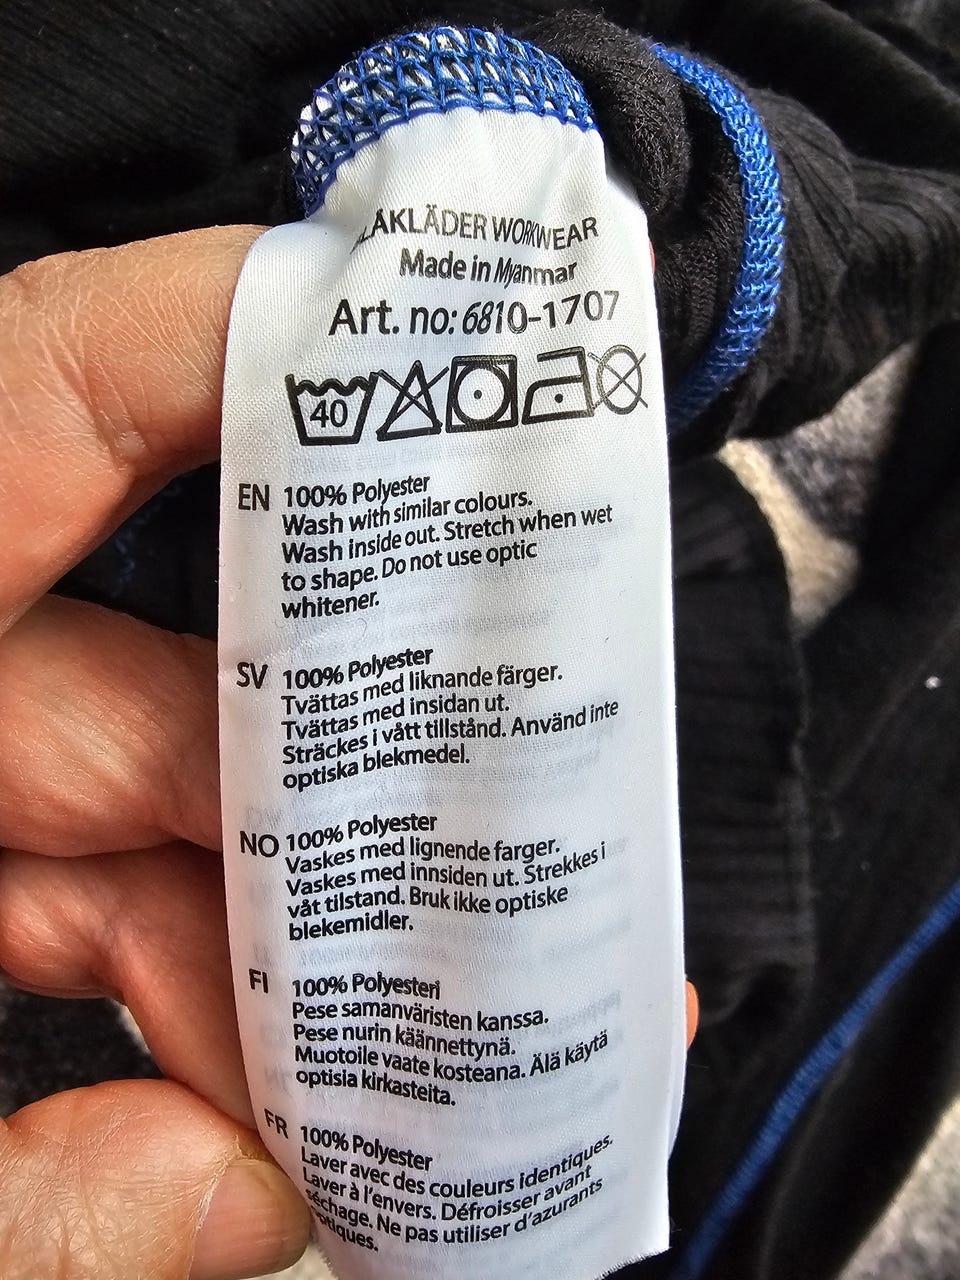 LÅKLÄDER WORKWEAR
Made in Myanmar
Art. no: 6810-1707
40
EN 100% Polyester
Wash with similar colours.
Wash inside out. Stretch when wet
to shape. Do not use optic
whitener.
SV 100% Polyester
Tvättas med liknande färger.
Tvättas med insidan ut.
Sträckes i vått tillstånd. Använd inte
optiska blekmedel.
NO 100% Polyester
Vaskes med lignende farger.
Vaskes med innsiden ut. Strekkes i
våt tilstand. Bruk ikke optiske
blekemidler.
FI 100% Polyesteri
Pese samanväristen kanssa.
Pese nurin käännettynä.
Muotoile vaate kosteana. Älä käytä
optisia kirkasteita.
FR 100% Polyester
Laver avec des couleurs identiques.
Laver à l'envers. Défroisser avant
séchage. Ne pas utiliser d'azurants
optiques.